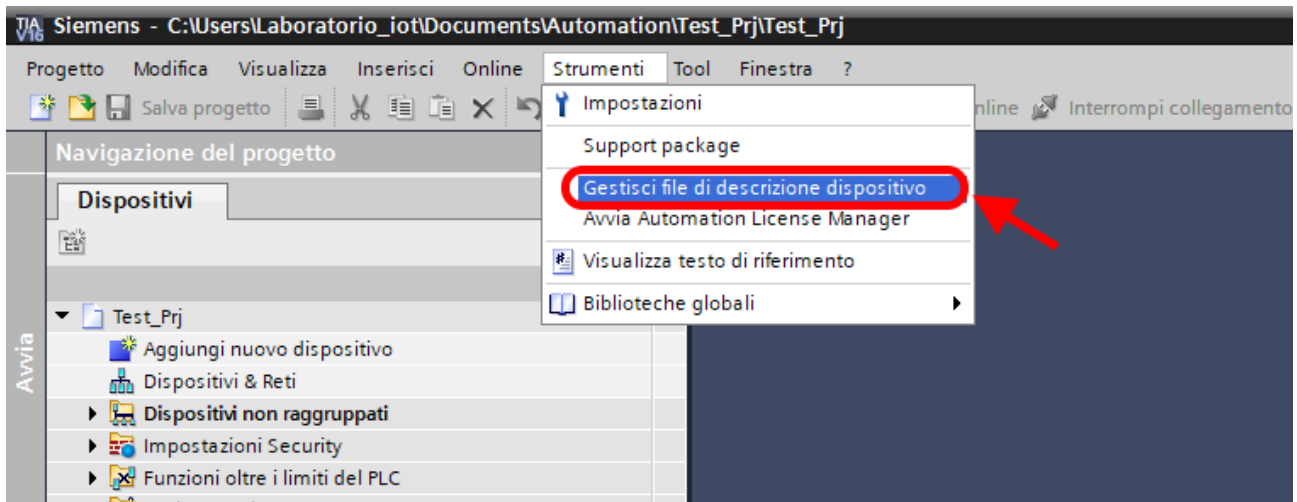 TIA V16 Siemens - C:\Users\Laboratorio_iot\Documents\Automation\Test_Prj\Test_Prj
Progetto Modifica Visualizza Inserisci Online Strumenti Tool Finestra ?
Salva progetto Impostazioni nline Interrompi collegamento
Support package
Navigazione del progetto
Gestisci file di descrizione dispositivo
Dispositivi
Avvia Automation License Manager
Visualizza testo di riferimento
Biblioteche globali
Test_Prj
Aggiungi nuovo dispositivo
Dispositivi & Reti
Dispositivi non raggruppati
Impostazioni Security
Funzioni oltre i limiti del PLC
Avvia